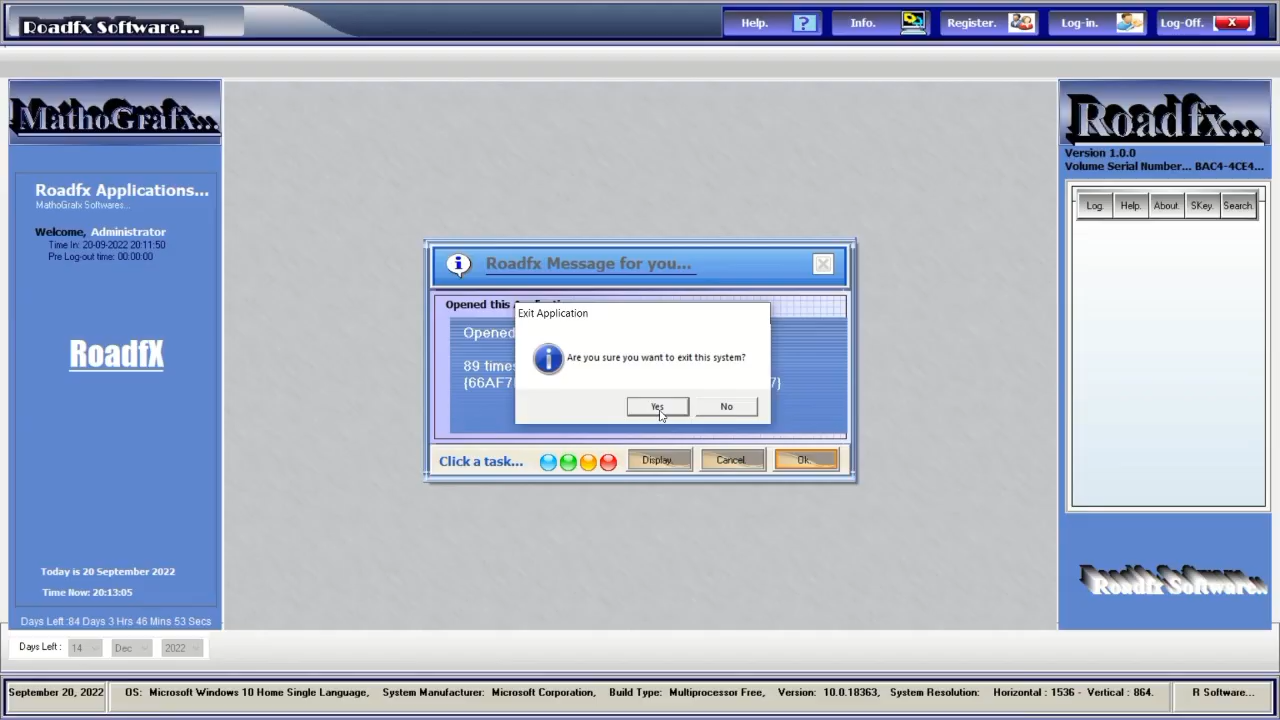 Roadfx Software...
Help. ?
Info.
Register.
Log-in.
Log-Off. X
MathoGrafx...
Roadfx Applications...
MathoGrafx Softwares...
Welcome, Administrator
Time In: 20-09-2022 20:11:50
Pre Log-out time: 00:00:00
RoadfX
Today is 20 September 2022
Time Now: 20:13:05
Days Left :84 Days 3 Hrs 46 Mins 53 Secs
Days Left : 14 Dec 2022
Roadfx Message for you...
Opened this
Opened
89 times
{66AF7
7}
Exit Application
Are you sure you want to exit this system?
Yes No
Click a task... Display. Cancel. Ok.
Roadfx...
Version 1.0.0
Volume Serial Number... BAC4-4CE4...
Log. Help. About. SKey. Search.
Roadfx Software..
September 20, 2022 OS: Microsoft Windows 10 Home Single Language, System Manufacturer: Microsoft Corporation, Build Type: Multiprocessor Free, Version: 10.0.18363, System Resolution: Horizontal : 1536 - Vertical : 864. R Software...